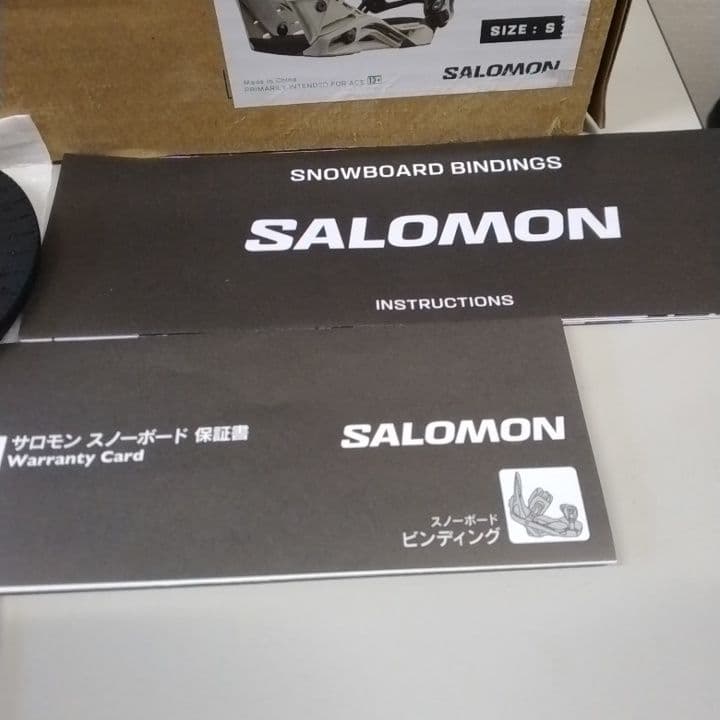 SIZE : S
SALOMON
Made in China
PRIMARILY INTENDED FOR AGE 13+
SNOWBOARD BINDINGS
SALOMON
INSTRUCTIONS
サロモン スノーボード 保証書
Warranty Card
SALOMON
スノーボード
ビンディング